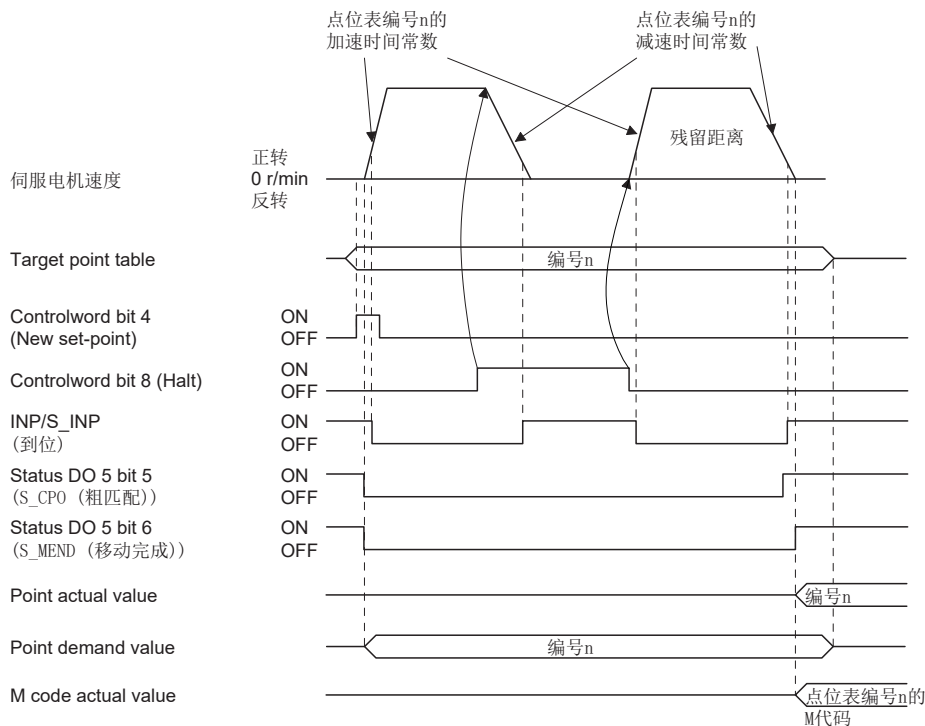 点位表编号n的
加速时间常数
点位表编号n的
减速时间常数
残留距离
正转
伺服电机速度 0 r/min
反转
Target point table 编号n
Controlword bit 4 ON
(New set-point) OFF
Controlword bit 8 (Halt) ON
OFF
INP/S_INP ON
(到位) OFF
Status DO 5 bit 5 ON
(S_CPO (粗匹配)) OFF
Status DO 5 bit 6 ON
(S_MEND (移动完成)) OFF
Point actual value 编号n
Point demand value 编号n
M code actual value 点位表编号n的
M代码